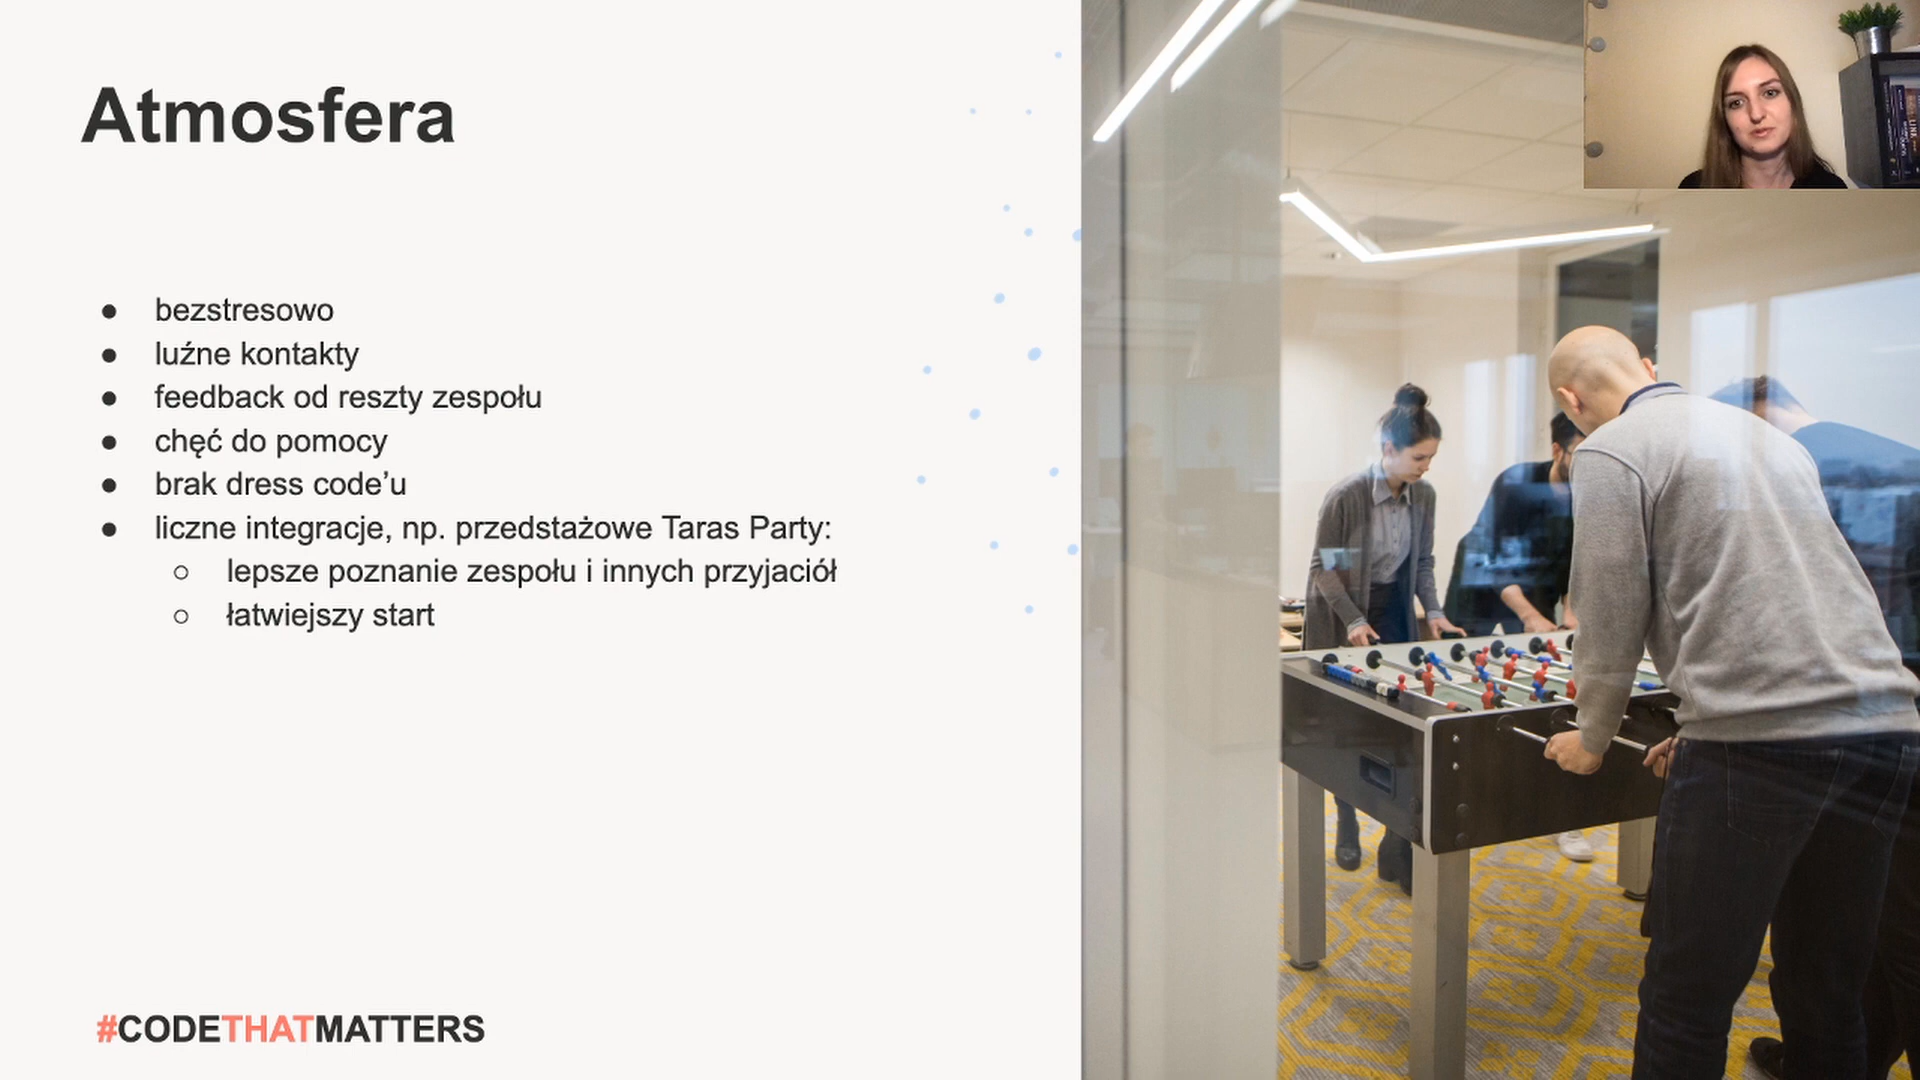 Atmosfera
● bezstresowo
● luźne kontakty
● feedback od reszty zespołu
● chęć do pomocy
● brak dress code’u
● liczne integracje, np. przedstażowe Taras Party:
○ lepsze poznanie zespołu i innych przyjaciół
○ łatwiejszy start
#CODETHATMATTERS